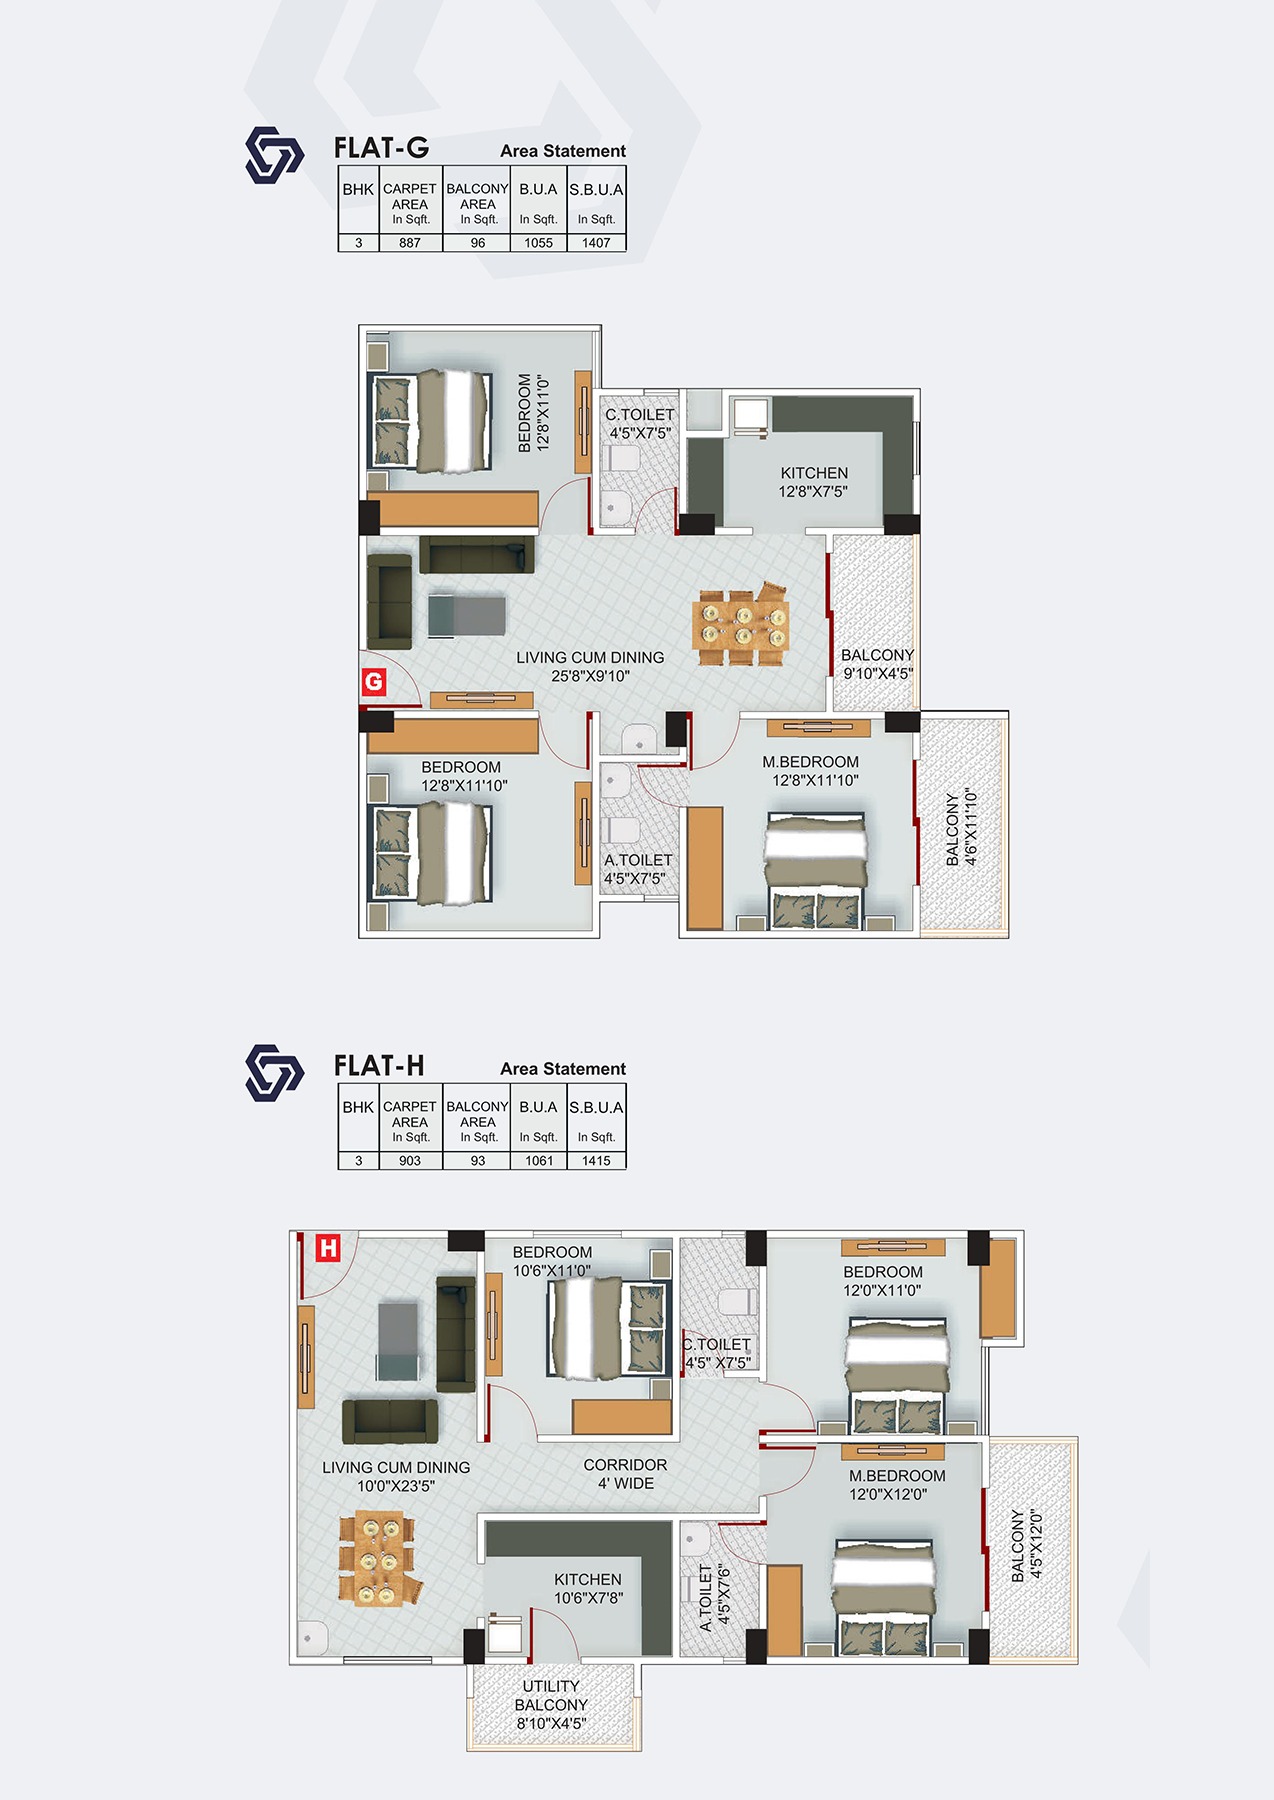 FLAT-G
Area Statement
BHK CARPET AREA In Sqft. BALCONY AREA In Sqft. B.U.A In Sqft. S.B.U.A In Sqft.
3 887 96 1055 1407
BEDROOM
12'8"X11'0"
C.TOILET
4'5"X7'5"
KITCHEN
12'8"X7'5"
LIVING CUM DINING
25'8"X9'10"
BALCONY
9'10"X4'5"
G
BEDROOM
12'8"X11'10"
M.BEDROOM
12'8"X11'10"
A.TOILET
4'5"X7'5"
BALCONY
4'6"X11'10"
FLAT-H
Area Statement
BHK CARPET AREA In Sqft. BALCONY AREA In Sqft. B.U.A In Sqft. S.B.U.A In Sqft.
3 903 93 1061 1415
H
BEDROOM
10'6"X11'0"
C.TOILET
4'5" X7'5"
BEDROOM
12'0"X11'0"
LIVING CUM DINING
10'0"X23'5"
CORRIDOR
4' WIDE
M.BEDROOM
12'0"X12'0"
BALCONY
4'5"X12'0"
KITCHEN
10'6"X7'8"
A.TOILET
4'5"X7'6"
UTILITY
BALCONY
8'10"X4'5"